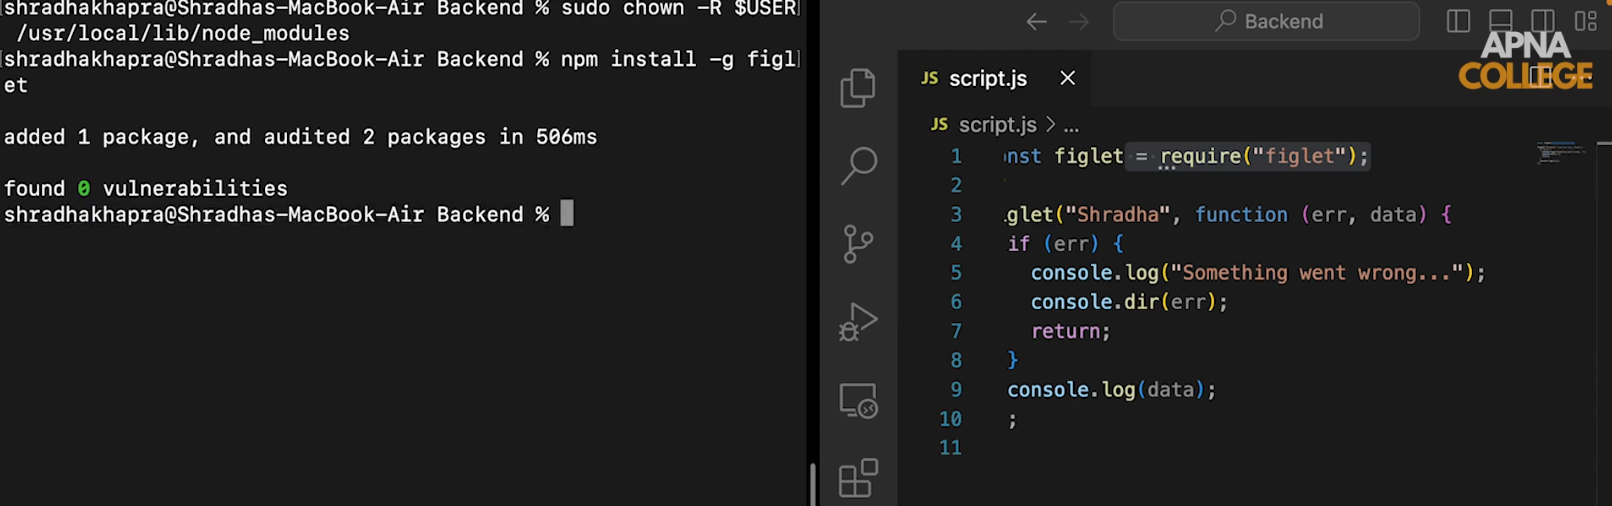 shradhakhapra@Shradhas-MacBook-Air Backend % sudo chown -R $USER
/usr/local/lib/node_modules
shradhakhapra@Shradhas-MacBook-Air Backend % npm install -g figl
et
added 1 package, and audited 2 packages in 506ms
found 0 vulnerabilities
shradhakhapra@Shradhas-MacBook-Air Backend %
Backend
APNA
COLLEGE
JS script.js
JS script.js > ...
1 onst figlet = require("figlet");
2
3 .glet("Shradha", function (err, data) {
4 if (err) {
5 console.log("Something went wrong...");
6 console.dir(err);
7 return;
8 }
9 console.log(data);
10 ;
11